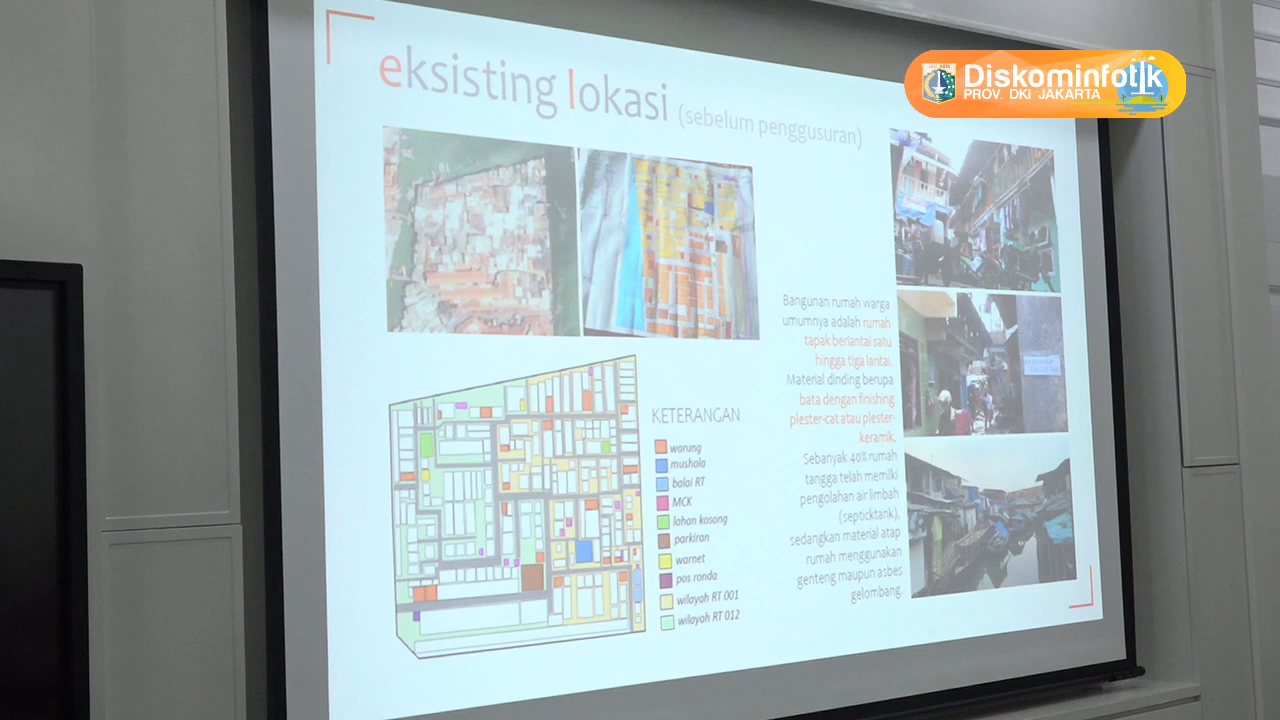 eksisting lokasi (sebelum penggusuran)
Diskominfotik
PROV. DKI JAKARTA
Bangunan rumah warga
umumnya adalah rumah
tapak berlantai satu
hingga tiga lantai.
Material dinding berupa
bata dengan finishing
plester-cat atau plester-
keramik.
Sebanyak 40% rumah
tangga telah memilki
pengolahan air limbah
(septicktank),
sedangkan material atap
rumah menggunakan
genteng maupun asbes
gelombang.
KETERANGAN
warung
mushola
balai RT
MCK
lahan kosong
parkiran
warnet
pos ronda
wilayah RT 001
wilayah RT 012